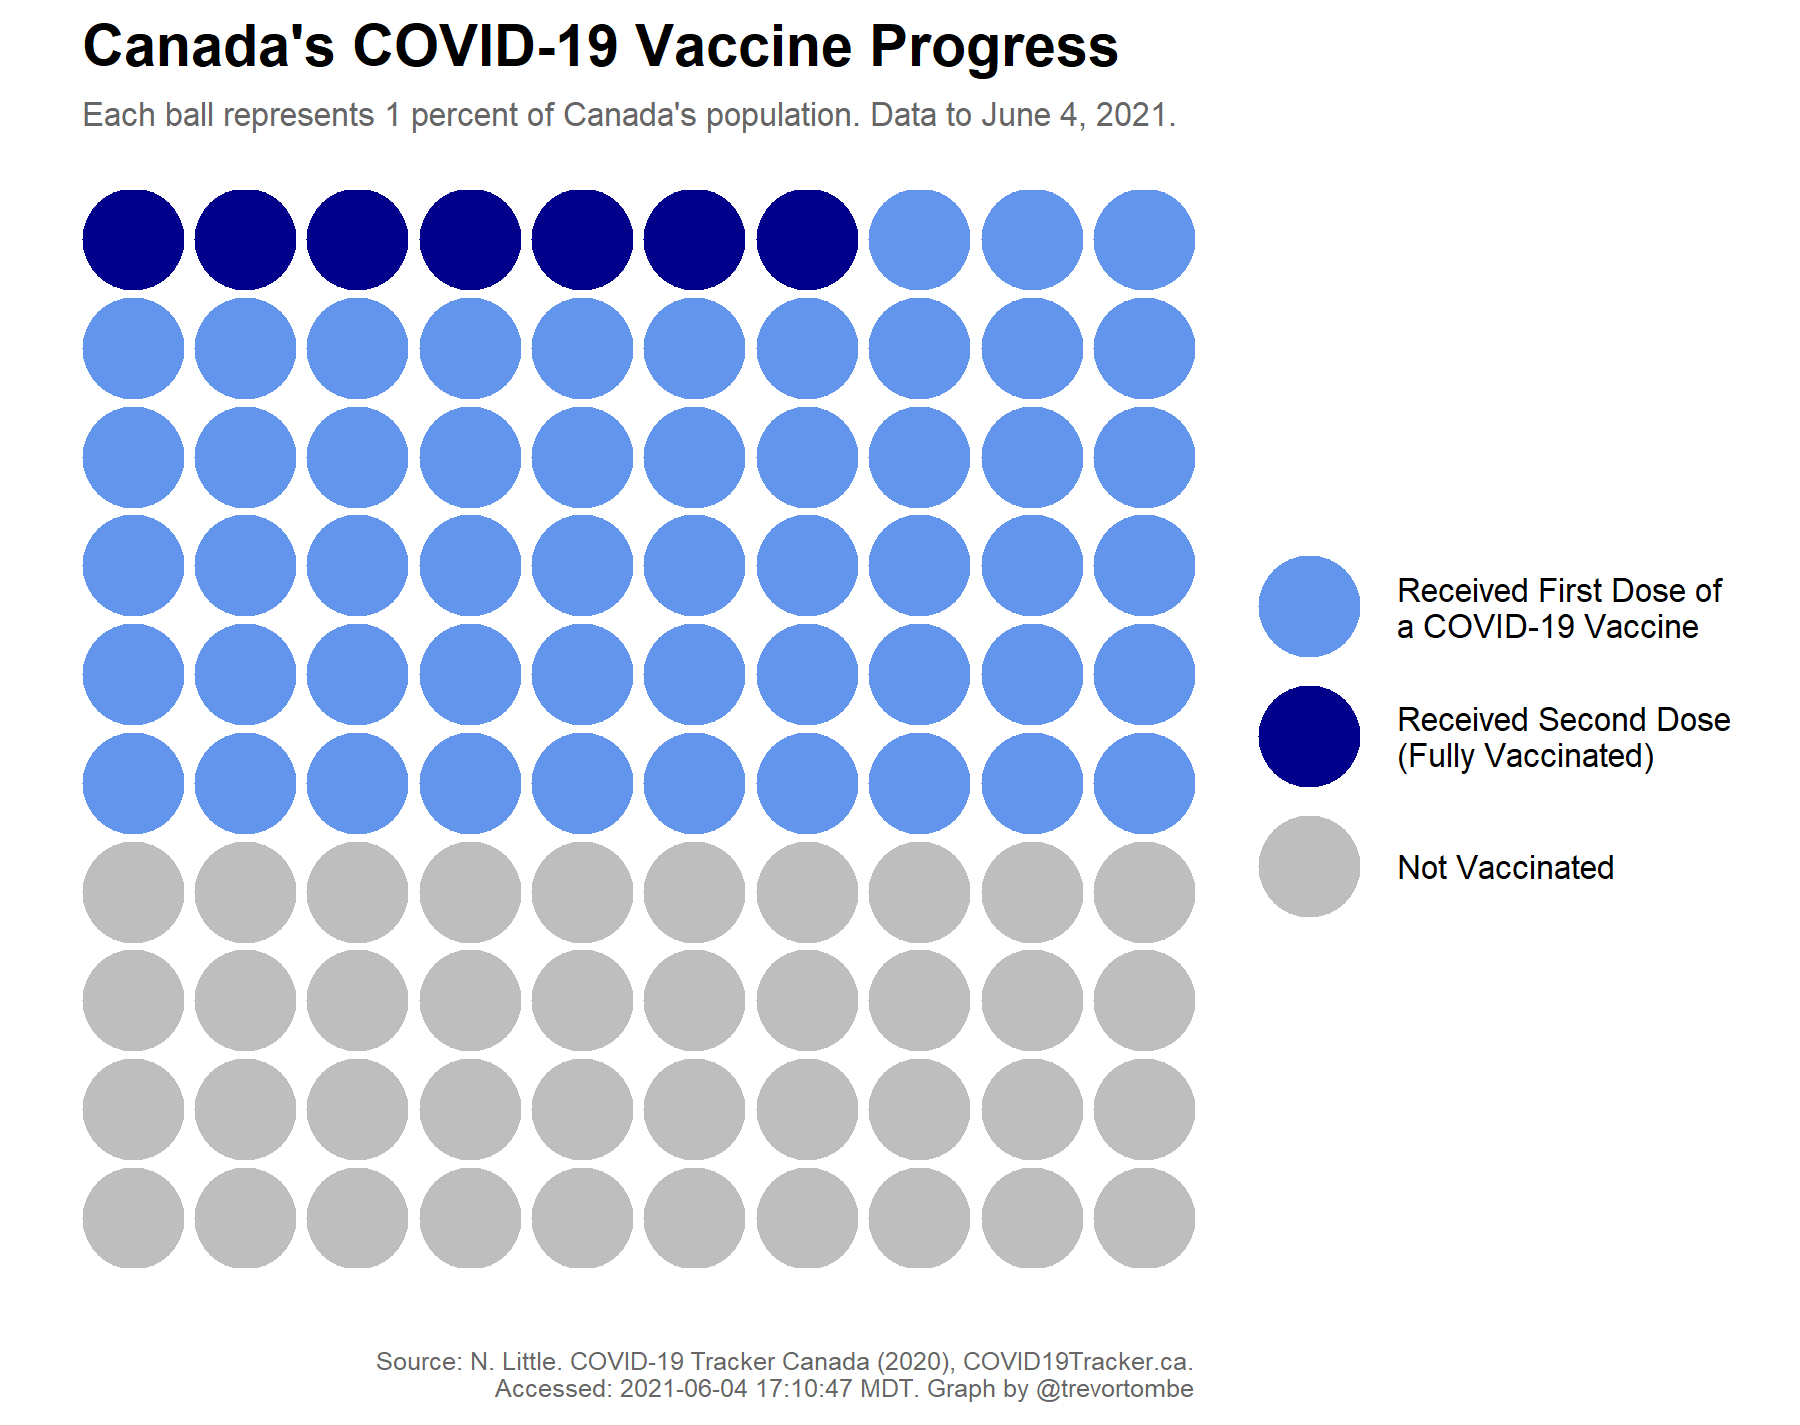 Canada's COVID-19 Vaccine Progress
Each ball represents 1 percent of Canada's population. Data to June 4, 2021.
Received First Dose of
a COVID-19 Vaccine
Received Second Dose
(Fully Vaccinated)
Not Vaccinated
Source: N. Little. COVID-19 Tracker Canada (2020), COVID19Tracker.ca.
Accessed: 2021-06-04 17:10:47 MDT. Graph by @trevortombe